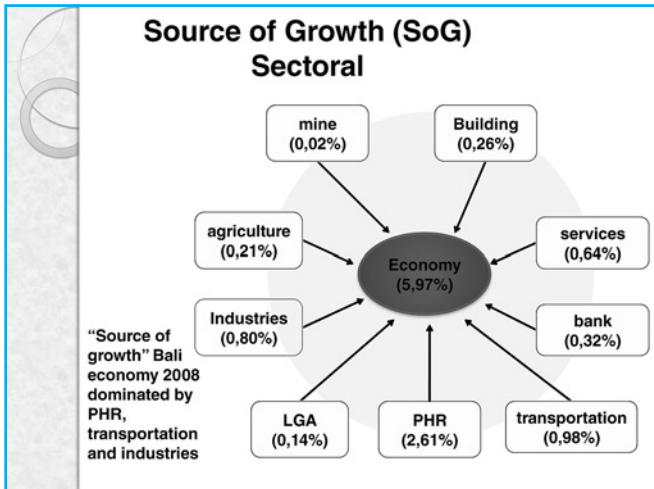 Source of Growth (SoG)
Sectoral
mine
(0,02%)
Building
(0,26%)
agriculture
(0,21%)
services
(0,64%)
Economy
(5,97%)
Industries
(0,80%)
bank
(0,32%)
“Source of
growth” Bali
economy 2008
dominated by
PHR,
transportation
and industries
LGA
(0,14%)
PHR
(2,61%)
transportation
(0,98%)